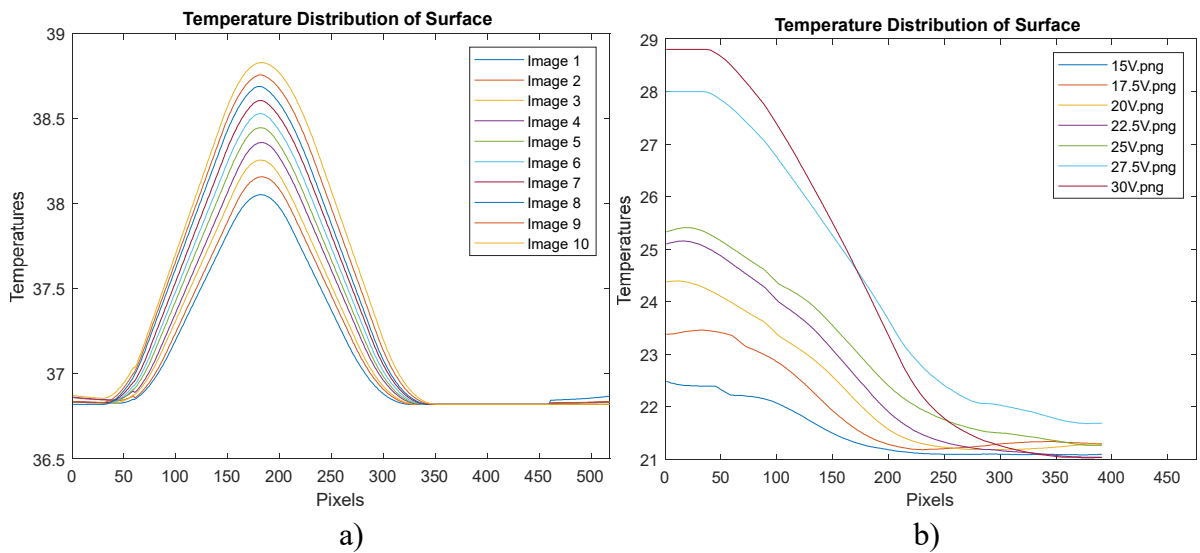 Temperature Distribution of Surface
39
38.5
38
37.5
37
36.5
Temperatures
0 50 100 150 200 250 300 350 400 450 500
Pixels
Image 1
Image 2
Image 3
Image 4
Image 5
Image 6
Image 7
Image 8
Image 9
Image 10
a)
Temperature Distribution of Surface
29
28
27
26
25
24
23
22
21
Temperatures
0 50 100 150 200 250 300 350 400 450
Pixels
15V.png
17.5V.png
20V.png
22.5V.png
25V.png
27.5V.png
30V.png
b)